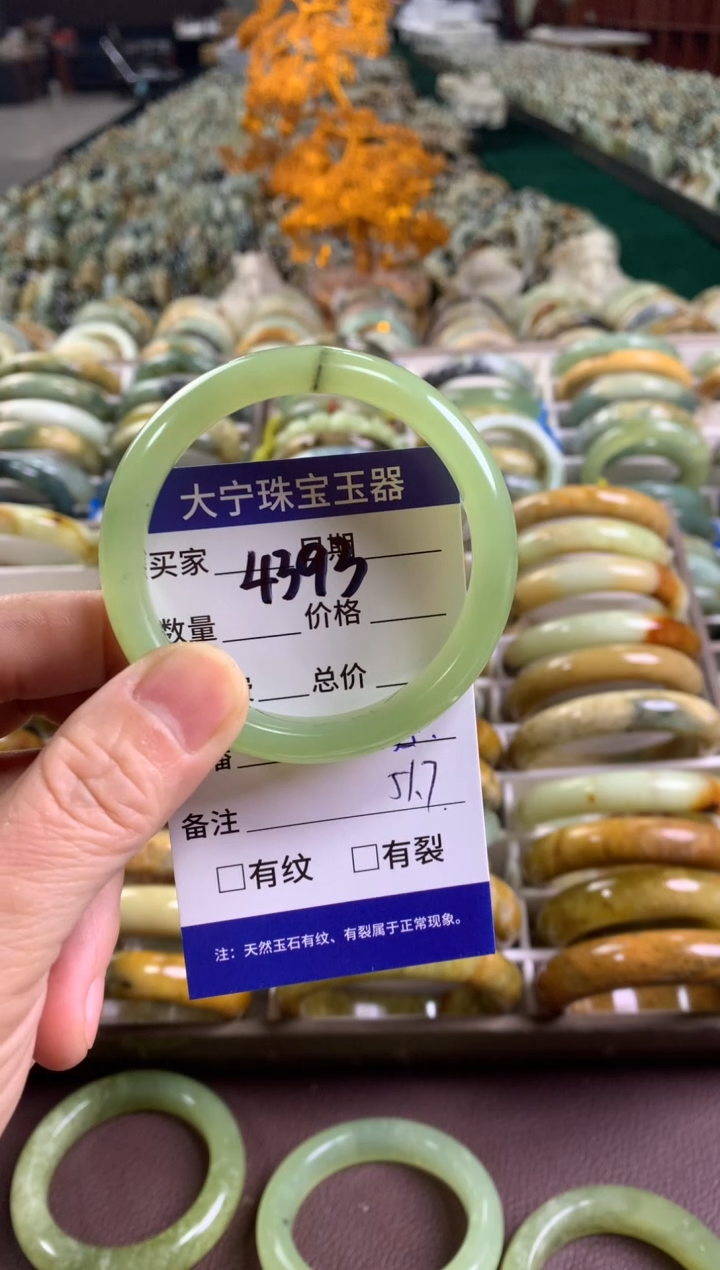 大宁珠宝玉器
买家 日期
4393
数量 价格
总价
备注 51.7
□有纹 □有裂
注：天然玉石有纹、有裂属于正常现象。